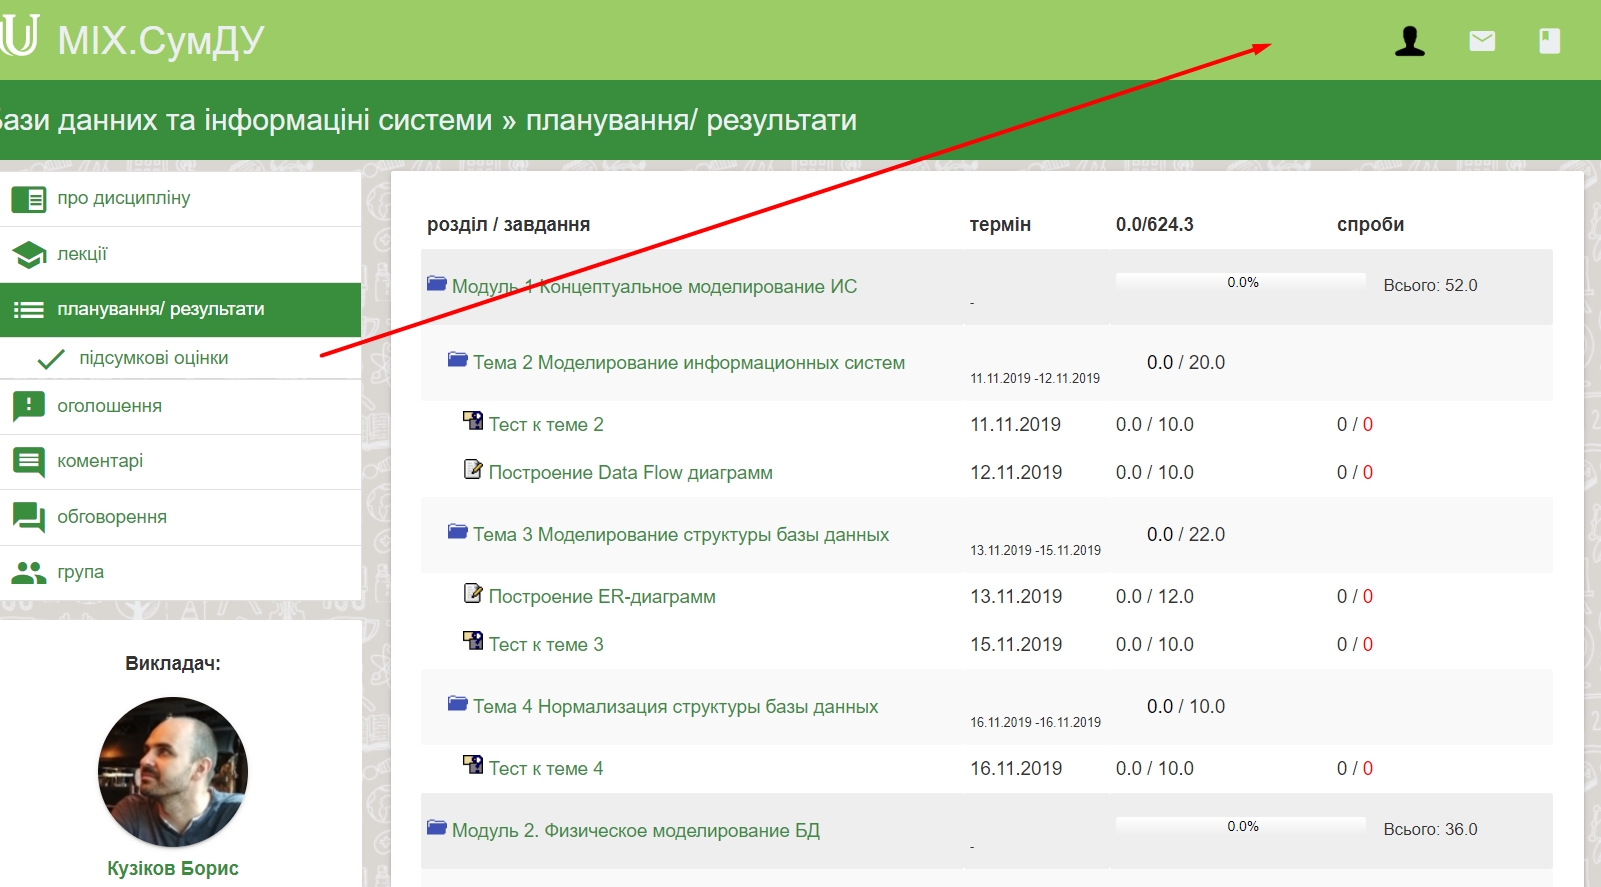 МІХ.СумДУ
Бази данних та інформаціні системи » планування/ результати
про дисципліну
лекції
планування/ результати
підсумкові оцінки
оголошення
коментарі
обговорення
група
Викладач:
Кузіков Борис
розділ / завдання термін 0.0/624.3 спроби
Модуль 1 Концептуальное моделирование ИС - 0.0% Всього: 52.0
Тема 2 Моделирование информационных систем 11.11.2019 -12.11.2019 0.0 / 20.0
Тест к теме 2 11.11.2019 0.0 / 10.0 0 / 0
Построение Data Flow диаграмм 12.11.2019 0.0 / 10.0 0 / 0
Тема 3 Моделирование структуры базы данных 13.11.2019 -15.11.2019 0.0 / 22.0
Построение ER-диаграмм 13.11.2019 0.0 / 12.0 0 / 0
Тест к теме 3 15.11.2019 0.0 / 10.0 0 / 0
Тема 4 Нормализация структуры базы данных 16.11.2019 -16.11.2019 0.0 / 10.0
Тест к теме 4 16.11.2019 0.0 / 10.0 0 / 0
Модуль 2. Физическое моделирование БД - 0.0% Всього: 36.0